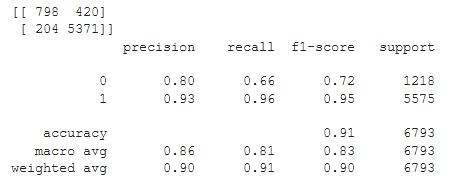 [[ 798 420]
[ 204 5371]]
precision recall f1-score support
0 0.80 0.66 0.72 1218
1 0.93 0.96 0.95 5575
accuracy 0.91 6793
macro avg 0.86 0.81 0.83 6793
weighted avg 0.90 0.91 0.90 6793